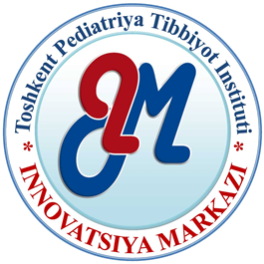 Toshkent Pediatriya Tibbiyot Instituti
* INNOVATSIYA MARKAZI *